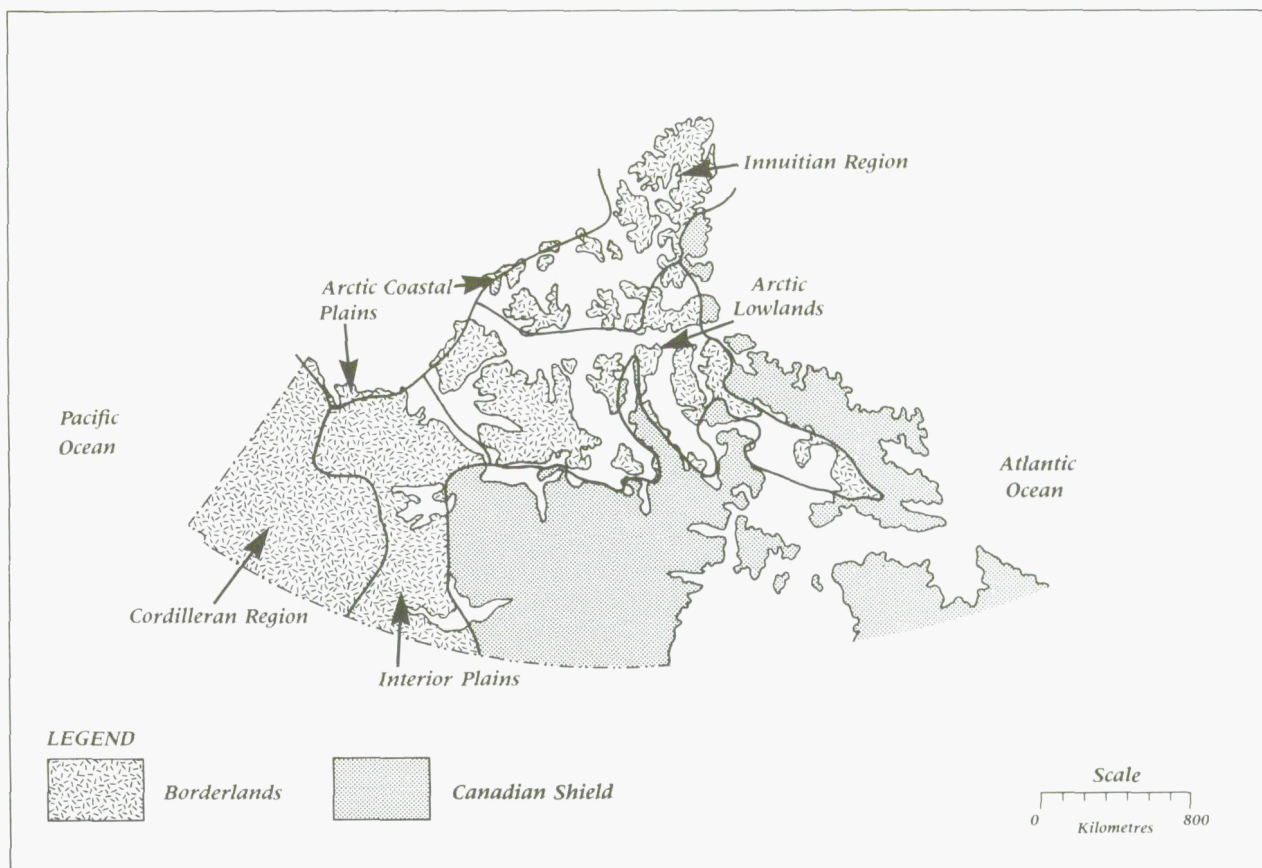 Innuitian Region
Arctic Coastal
Plains
Arctic
Lowlands
Pacific
Ocean
Atlantic
Ocean
Cordilleran Region
Interior Plains
LEGEND
Borderlands
Canadian Shield
Scale
0
800
Kilometres